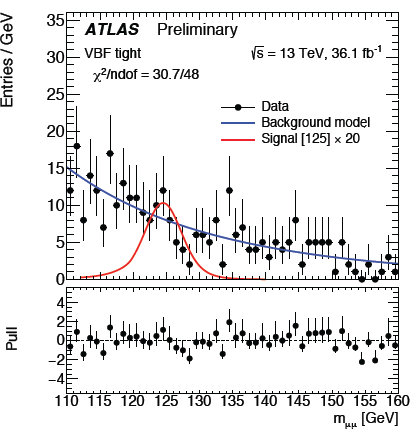 Entries / GeV
35
30
25
20
15
10
5
0
ATLAS Preliminary
VBF tight
√s = 13 TeV, 36.1 fb⁻¹
χ²/ndof = 30.7/48
Data
Background model
Signal [125] × 20
Pull
4
2
0
−2
−4
110 115 120 125 130 135 140 145 150 155 160
mμμ [GeV]